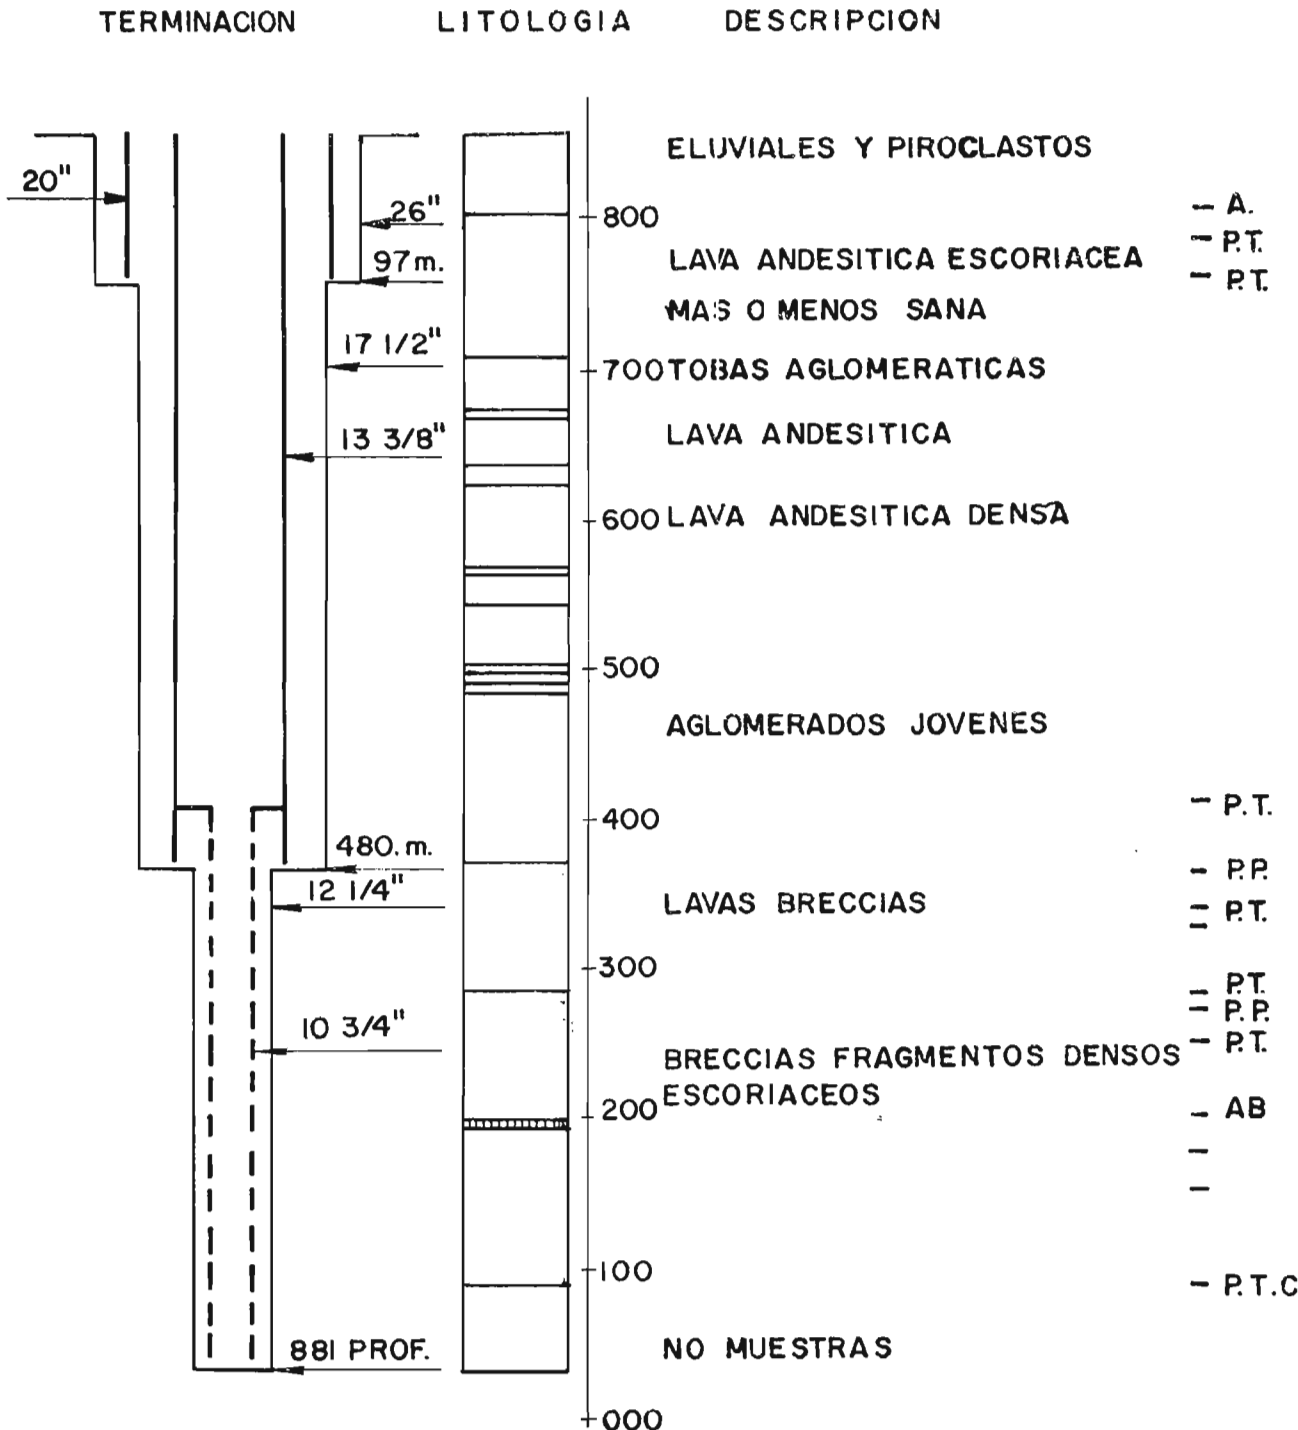 TERMINACION
LITOLOGIA
DESCRIPCION
ELUVIALES Y PIROCLASTOS
20"
26"
800
A.
P.T.
97 m.
LAVA ANDESITICA ESCORIACEA
P.T.
MAS O MENOS SANA
17 1/2"
700
TOBAS AGLOMERATICAS
13 3/8"
LAVA ANDESITICA
600
LAVA ANDESITICA DENSA
500
AGLOMERADOS JOVENES
400
P.T.
480. m.
P.P.
12 1/4"
LAVAS BRECCIAS
P.T.
300
P.T.
P.P.
10 3/4"
P.T.
BRECCIAS FRAGMENTOS DENSOS
ESCORIACEOS
200
AB
100
P.T.C
881 PROF.
NO MUESTRAS
000